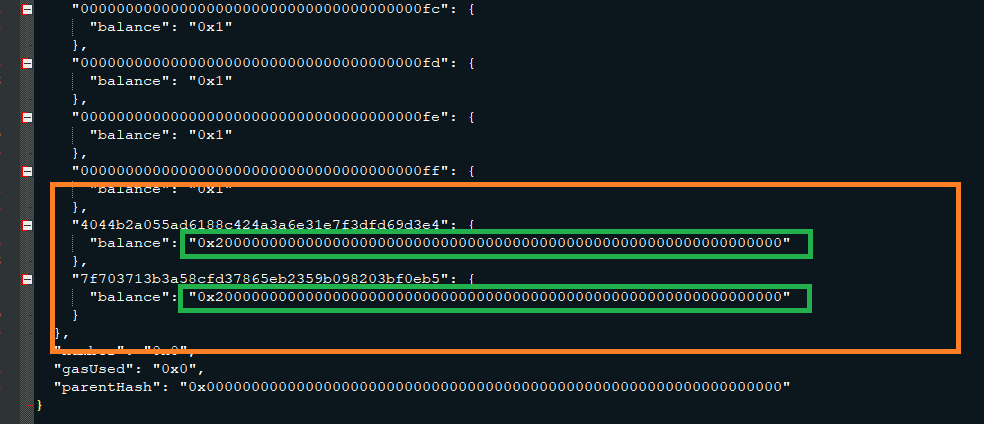 "00000000000000000000000000000000000000fc": {
"balance": "0x1"
},
"00000000000000000000000000000000000000fd": {
"balance": "0x1"
},
"00000000000000000000000000000000000000fe": {
"balance": "0x1"
},
"00000000000000000000000000000000000000ff": {
"balance": "0x1"
},
"4044b2a055ad6188c424a3a6e31e7f3dfd69d3e4": {
"balance": "0x200000000000000000000000000000000000000000000000000000000000000"
},
"7f703713b3a58cfd37865eb2359b098203bf0eb5": {
"balance": "0x200000000000000000000000000000000000000000000000000000000000000"
}
},
"number": "0x0",
"gasUsed": "0x0",
"parentHash": "0x0000000000000000000000000000000000000000000000000000000000000000"
}